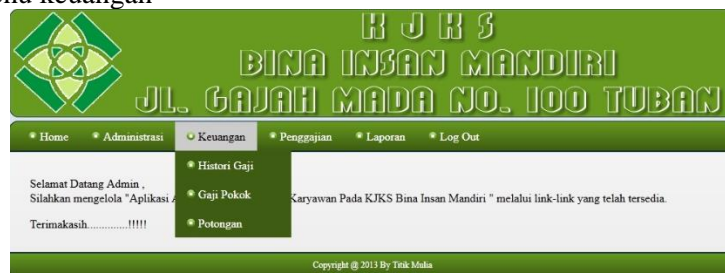 nu keuangan
K J K S
BINA INSAN MANDIRI
JL. GAJAH MADA NO. 100 TUBAN
Home Administrasi Keuangan Penggajian Laporan Log Out
Histori Gaji
Gaji Pokok
Potongan
Selamat Datang Admin ,
Silahkan mengelola "Aplikasi Karyawan Pada KJKS Bina Insan Mandiri " melalui link-link yang telah tersedia.
Terimakasih..............!!!!!
Copyright @ 2013 By Titik Mulia